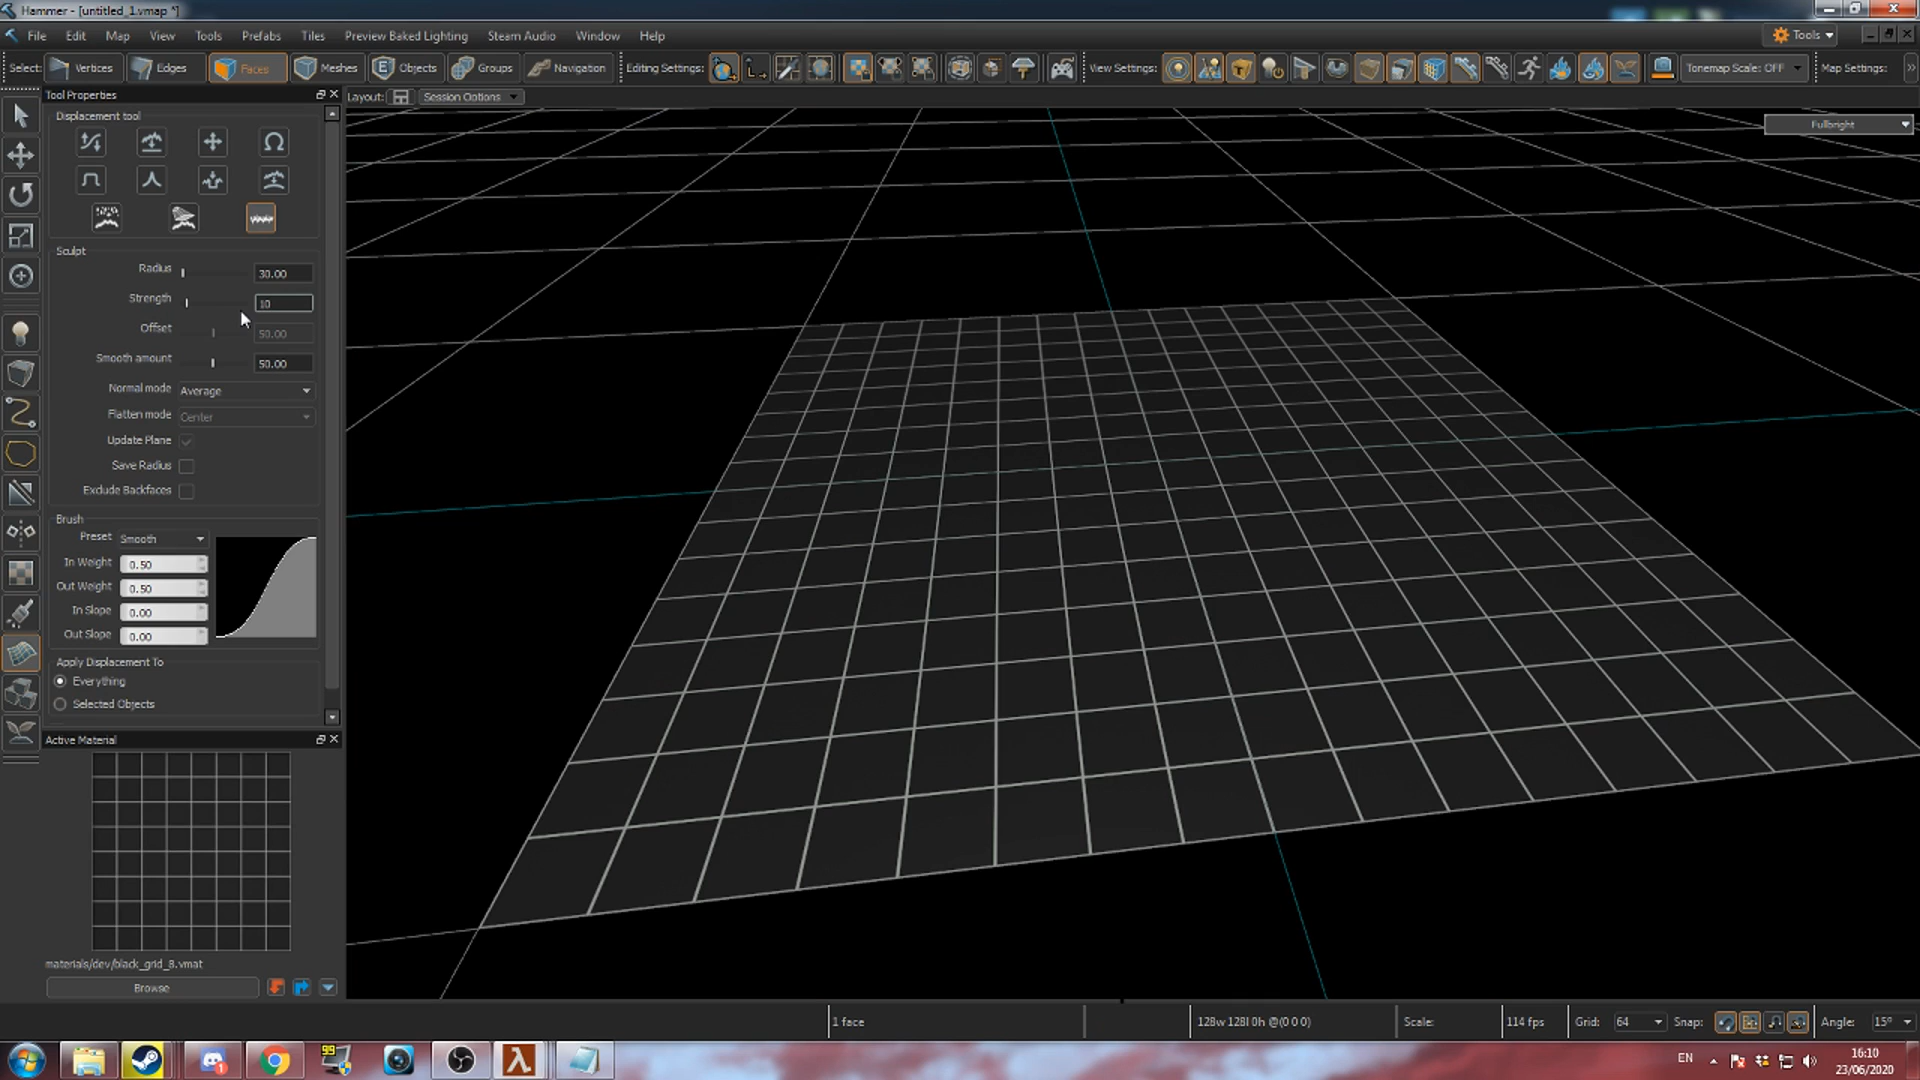 Hammer - [untitled_1.vmap *]
File Edit Map View Tools Prefabs Tiles Preview Baked Lighting Steam Audio Window Help Tools
Select: Vertices Edges Faces Meshes Objects Groups Navigation Editing Settings: View Settings: Tonemap Scale: OFF Map Settings:
Tool Properties
Layout: Session Options
Displacement tool
Fullbright
Sculpt
Radius 30.00
Strength 10
Offset 50.00
Smooth amount 50.00
Normal mode Average
Flatten mode Center
Update Plane
Save Radius
Exclude Backfaces
Brush
Preset Smooth
In Weight 0.50
Out Weight 0.50
In Slope 0.00
Out Slope 0.00
Apply Displacement To
Everything
Selected Objects
Active Material
materials/dev/black_grid_8.vmat
Browse
1 face 128w 128l 0h @(0 0 0) Scale: 114 fps Grid: 64 Snap: Angle: 15°
99
1
EN
16:10
23/06/2020